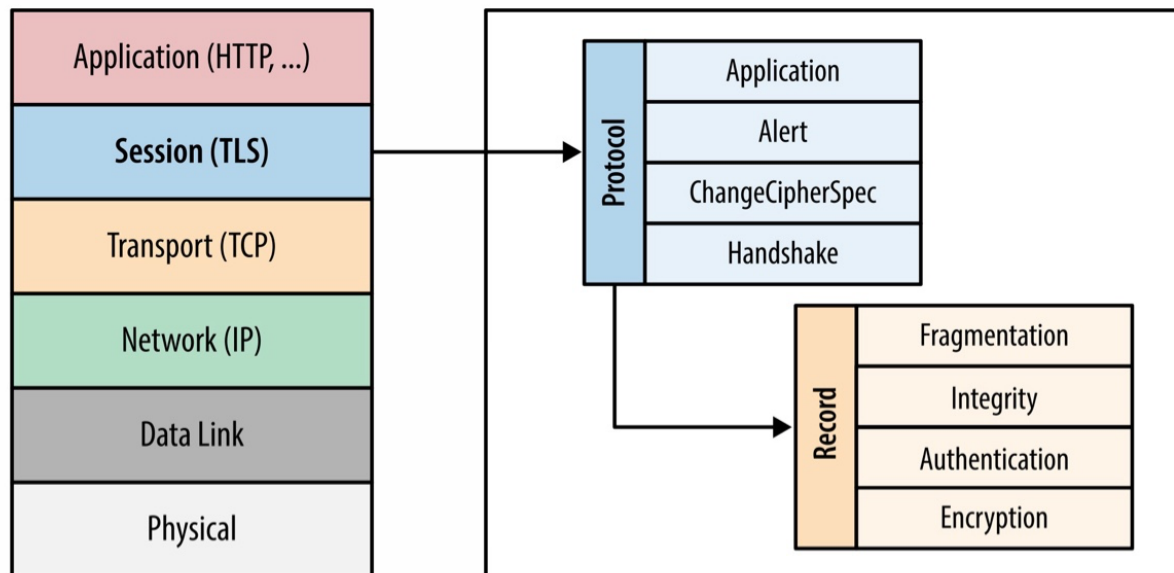 Application (HTTP, ...)
Session (TLS)
Transport (TCP)
Network (IP)
Data Link
Physical
Protocol
Application
Alert
ChangeCipherSpec
Handshake
Record
Fragmentation
Integrity
Authentication
Encryption